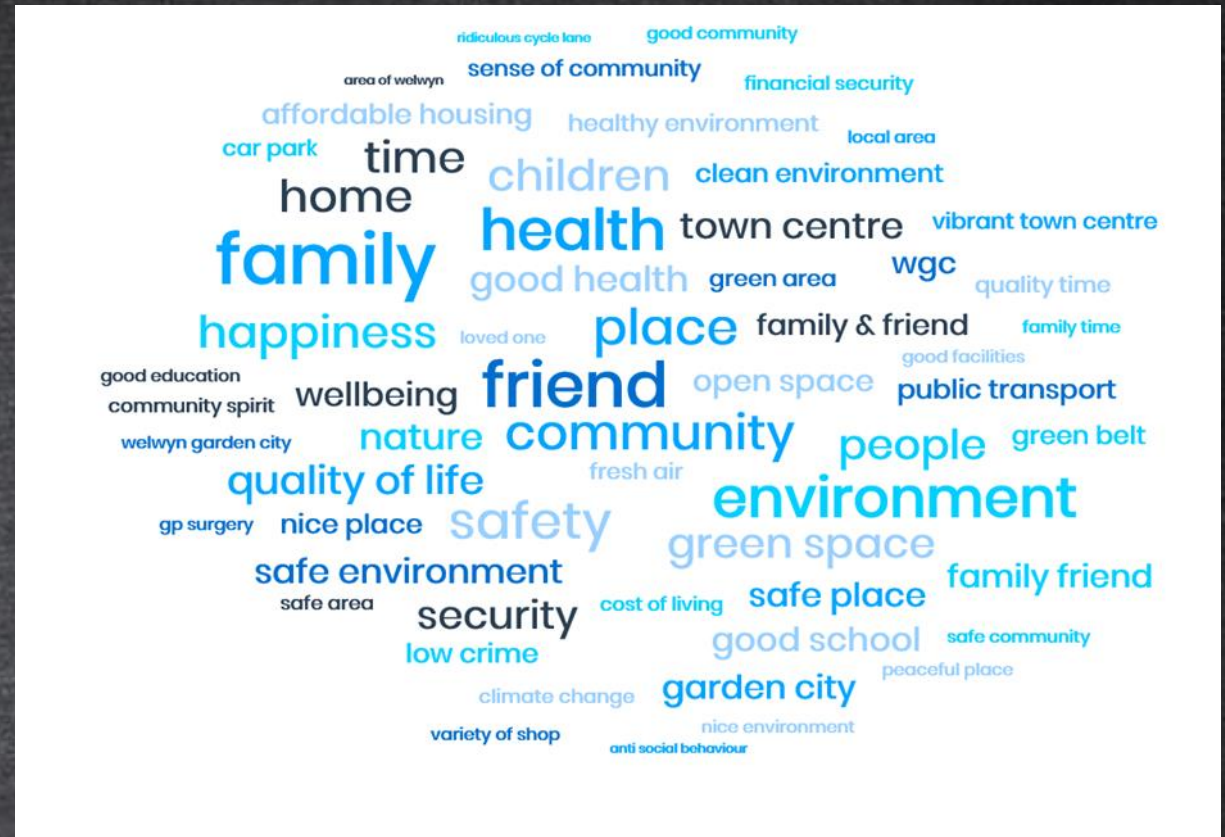 ridiculous cycle lane
good community
sense of community
area of welwyn
financial security
affordable housing
healthy environment
local area
car park
time
children
clean environment
home
health
town centre
vibrant town centre
family
good health
green area
wgc
quality time
happiness
loved one
place
family & friend
family time
good facilities
good education
wellbeing
friend
open space
public transport
community spirit
welwyn garden city
nature
community
people
green belt
quality of life
fresh air
environment
gp surgery
nice place
safety
green space
safe environment
family friend
safe area
security
cost of living
safe place
low crime
good school
safe community
peaceful place
climate change
garden city
variety of shop
nice environment
anti social behaviour